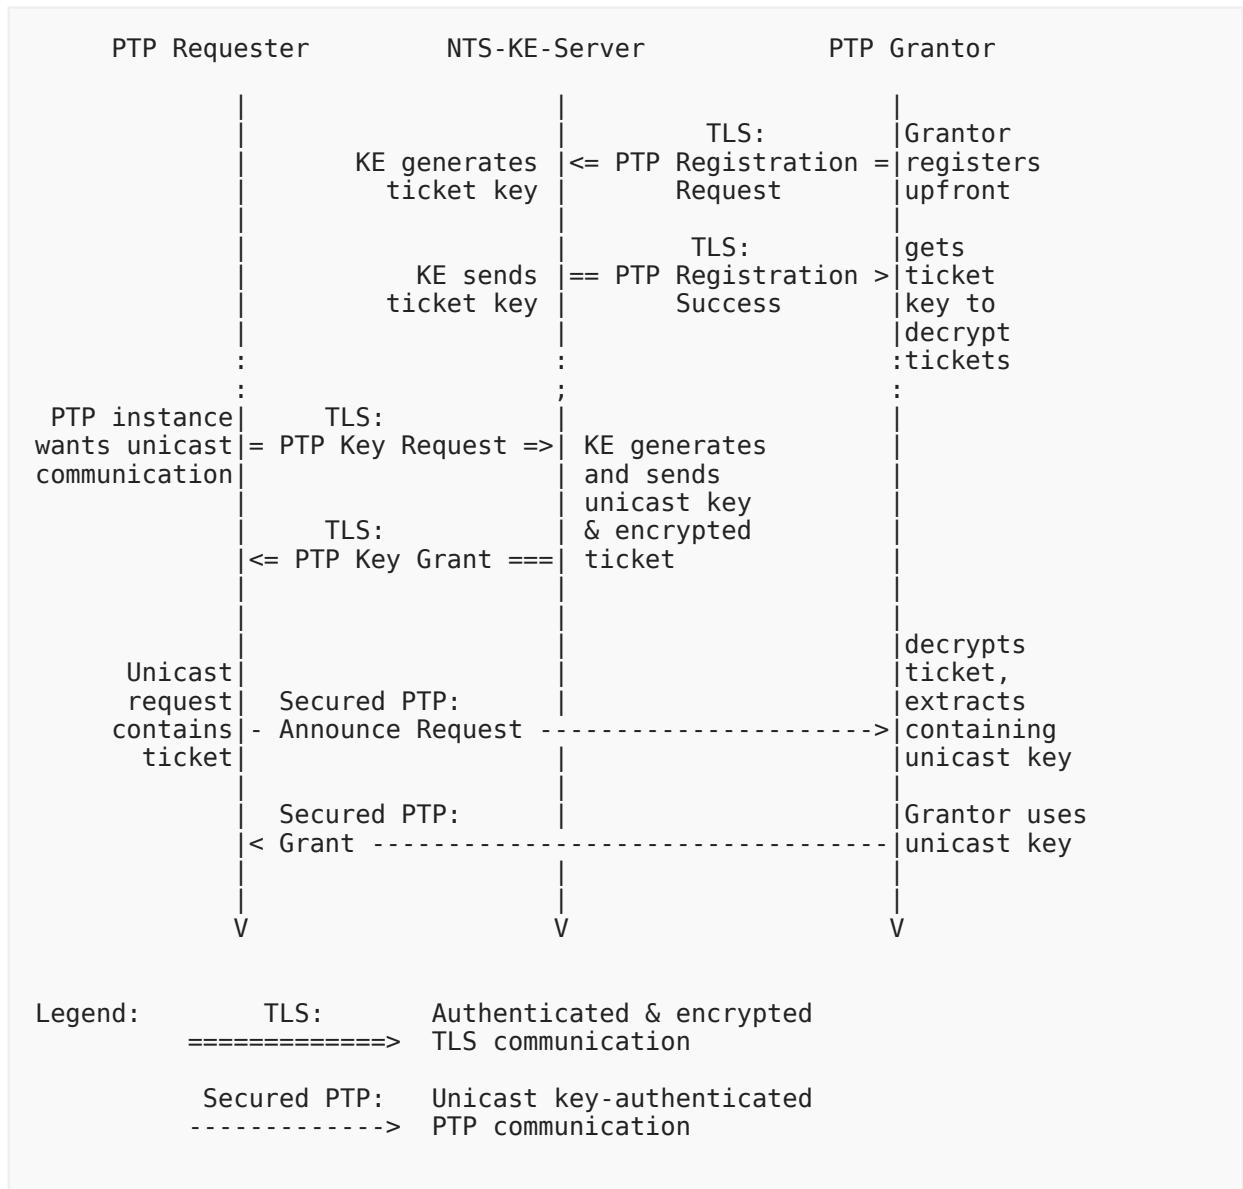 PTP Requester         NTS-KE-Server            PTP Grantor
             |                    |                     |
             |                    |         TLS:        |Grantor
             |       KE generates |<= PTP Registration =|registers
             |         ticket key |       Request       |upfront
             |                    |                     |
             |                    |        TLS:         |gets
             |           KE sends |== PTP Registration >|ticket
             |         ticket key |       Success       |key to
             |                    |                     |decrypt
             :                    :                     :tickets
             :                    ;                     :
 PTP instance|     TLS:           |                     |
wants unicast|= PTP Key Request =>| KE generates        |
communication|                    | and sends           |
             |                    | unicast key         |
             |     TLS:           | & encrypted         |
             |<= PTP Key Grant ===| ticket              |
             |                    |                     |
             |                    |                     |
             |                    |                     |decrypts
      Unicast|                    |                     |ticket,
      request|  Secured PTP:      |                     |extracts
     contains|- Announce Request ---------------------->|containing
       ticket|                    |                     |unicast key
             |                    |                     |
             |  Secured PTP:      |                     |Grantor uses
             |< Grant ----------------------------------|unicast key
             |                    |                     |
             |                    |                     |
             V                    V                     V
Legend:        TLS:       Authenticated & encrypted
          =============>  TLS communication
           Secured PTP:   Unicast key-authenticated
          ------------->  PTP communication